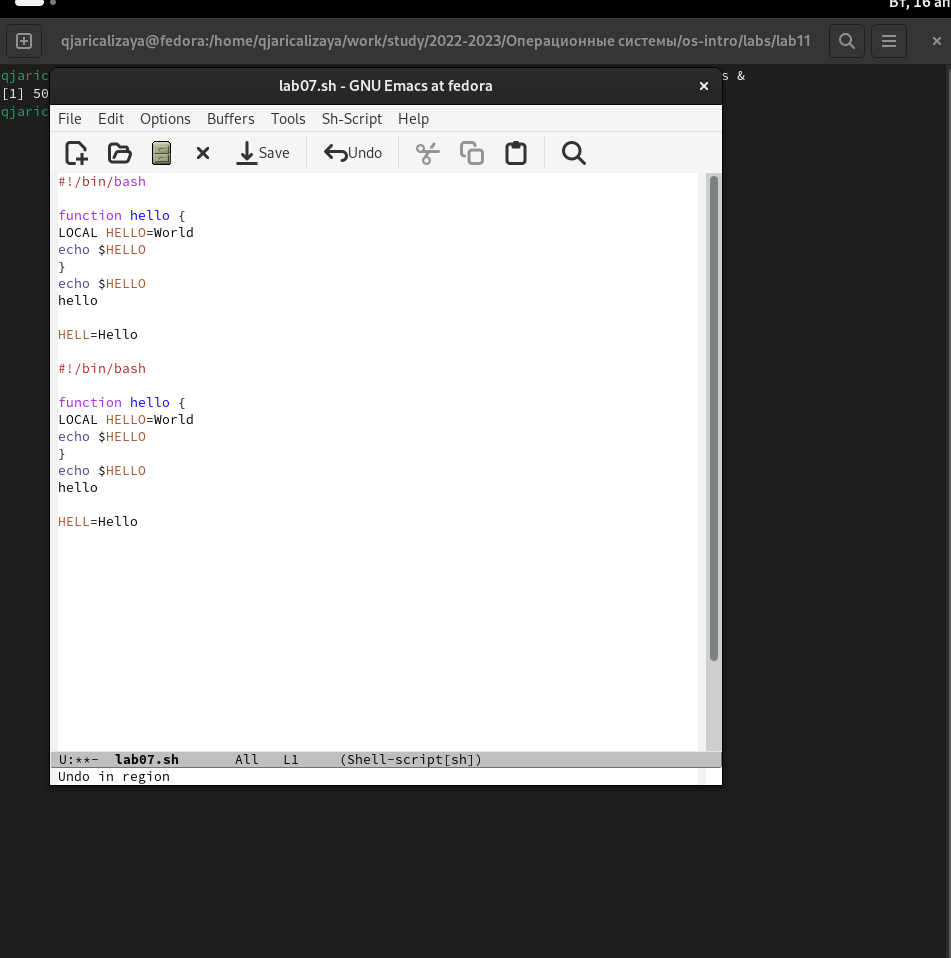 Вт, 16 ап
qjaricalizaya@fedora:/home/qjaricalizaya/work/study/2022-2023/Операционные системы/os-intro/labs/lab11
qjaric
s &
[1] 50
qjaric
lab07.sh - GNU Emacs at fedora
File Edit Options Buffers Tools Sh-Script Help
Save Undo
#!/bin/bash
function hello {
LOCAL HELLO=World
echo $HELLO
}
echo $HELLO
hello
HELL=Hello
#!/bin/bash
function hello {
LOCAL HELLO=World
echo $HELLO
}
echo $HELLO
hello
HELL=Hello
U:**- lab07.sh All L1 (Shell-script[sh])
Undo in region